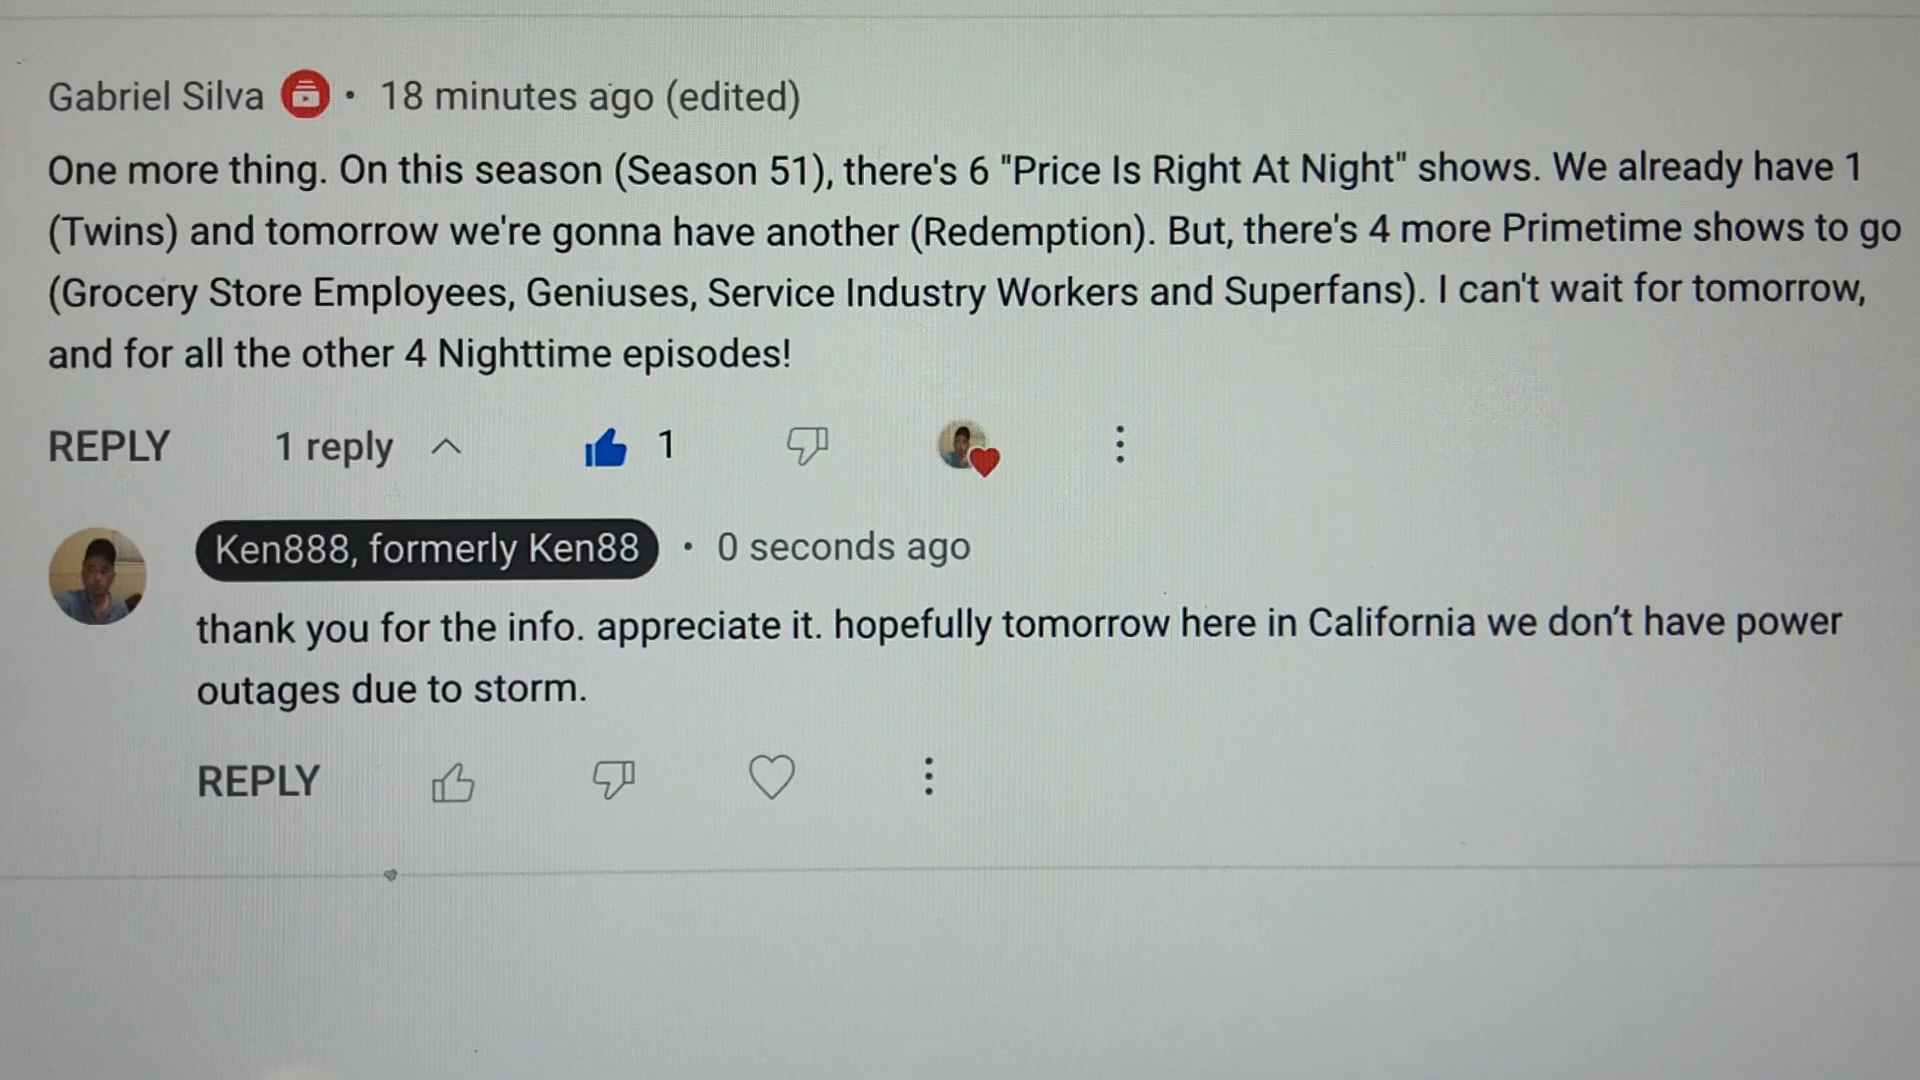 Gabriel Silva • 18 minutes ago (edited)
One more thing. On this season (Season 51), there's 6 "Price Is Right At Night" shows. We already have 1
(Twins) and tomorrow we're gonna have another (Redemption). But, there's 4 more Primetime shows to go
(Grocery Store Employees, Geniuses, Service Industry Workers and Superfans). I can't wait for tomorrow,
and for all the other 4 Nighttime episodes!
REPLY 1 reply 1
Ken888, formerly Ken88 • 0 seconds ago
thank you for the info. appreciate it. hopefully tomorrow here in California we don't have power
outages due to storm.
REPLY